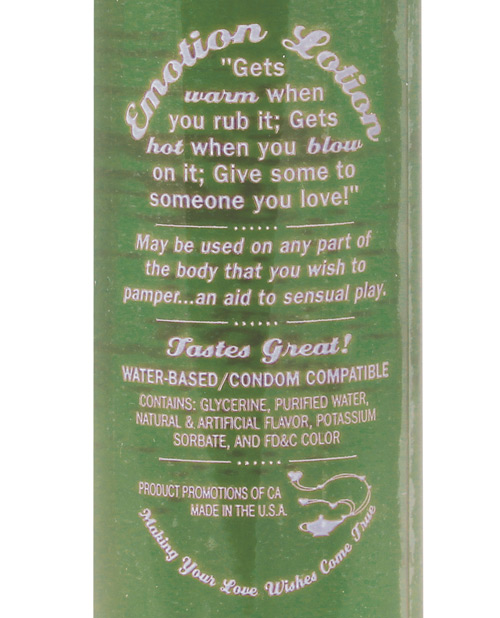 Emotion Lotion
"Gets
warm when
you rub it; Gets
hot when you blow
on it; Give some to
someone you love!"
May be used on any part of
the body that you wish to
pamper...an aid to sensual play.
Tastes Great!
WATER-BASED/CONDOM COMPATIBLE
CONTAINS: GLYCERINE, PURIFIED WATER,
NATURAL & ARTIFICIAL FLAVOR, POTASSIUM
SORBATE, AND FD&C COLOR
PRODUCT PROMOTIONS OF CA
MADE IN THE U.S.A.
Making Your Love Wishes Come True